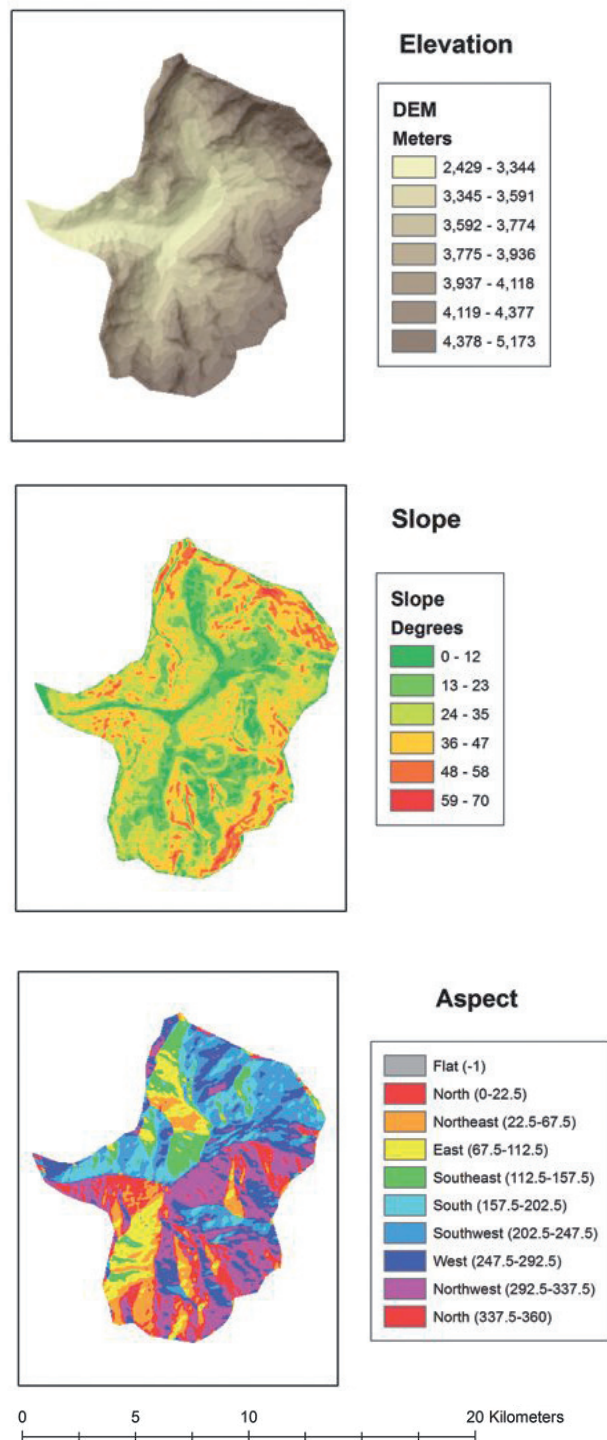 Elevation
DEM
Meters
2,429 - 3,344
3,345 - 3,591
3,592 - 3,774
3,775 - 3,936
3,937 - 4,118
4,119 - 4,377
4,378 - 5,173
Slope
Slope
Degrees
0 - 12
13 - 23
24 - 35
36 - 47
48 - 58
59 - 70
Aspect
Flat (-1)
North (0-22.5)
Northeast (22.5-67.5)
East (67.5-112.5)
Southeast (112.5-157.5)
South (157.5-202.5)
Southwest (202.5-247.5)
West (247.5-292.5)
Northwest (292.5-337.5)
North (337.5-360)
0 5 10 20 Kilometers